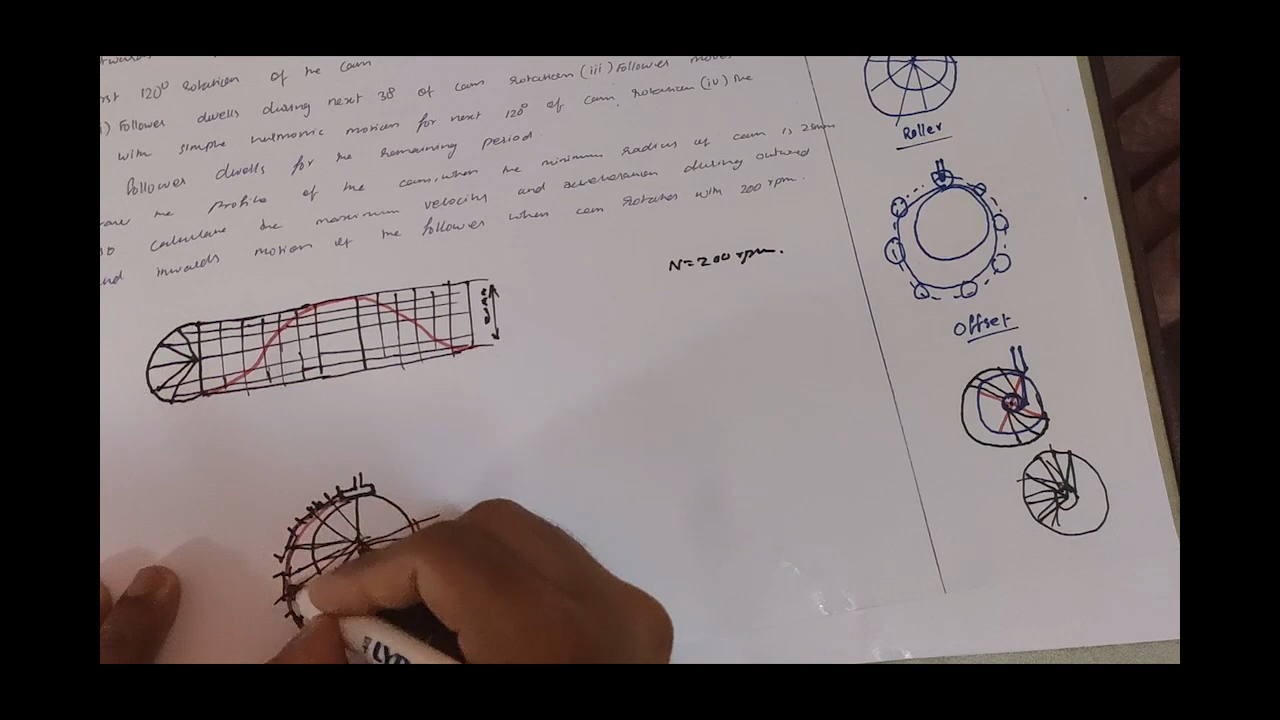 120° Rotation of the cam
) Follower dwells during next 30 of cam Rotation (iii) Follower moves
with simple halmonic motion for next 120° of cam Rotation (iv) the
follower dwells for the remaining period.
the profile of the cam, when the minimum radius of cam is 25mm
calculate the maximum velocity and acceleration during outward
inwards motion of the follower when cam Rotates with 200 rpm.
N=200 rpm.
Roller
Offset
LYR